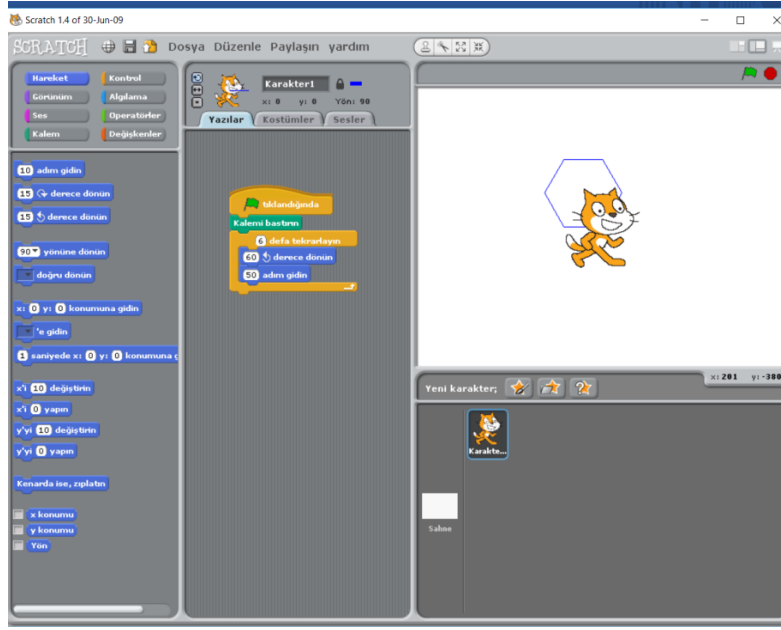 Scratch 1.4 of 30-Jun-09
SCRATCH Dosya Düzenle Paylaşın yardım
Hareket Kontrol
Görünüm Algılama
Ses Operatörler
Kalem Değişkenler
Karakter1
x: 0 y: 0 Yön: 90
Yazılar Kostümler Sesler
10 adım gidin
15 derece dönün
15 derece dönün
90 yönüne dönün
doğru dönün
x: 0 y: 0 konumuna gidin
'e gidin
1 saniyede x: 0 y: 0 konumuna g
x'i 10 değiştirin
x'i 0 yapın
y'yi 10 değiştirin
y'yi 0 yapın
Kenarda ise, zıplatın
x konumu
y konumu
Yön
tıklandığında
Kalemi bastırın
6 defa tekrarlayın
60 derece dönün
50 adım gidin
x: 201 y: -380
Yeni karakter;
Karakte...
Sahne